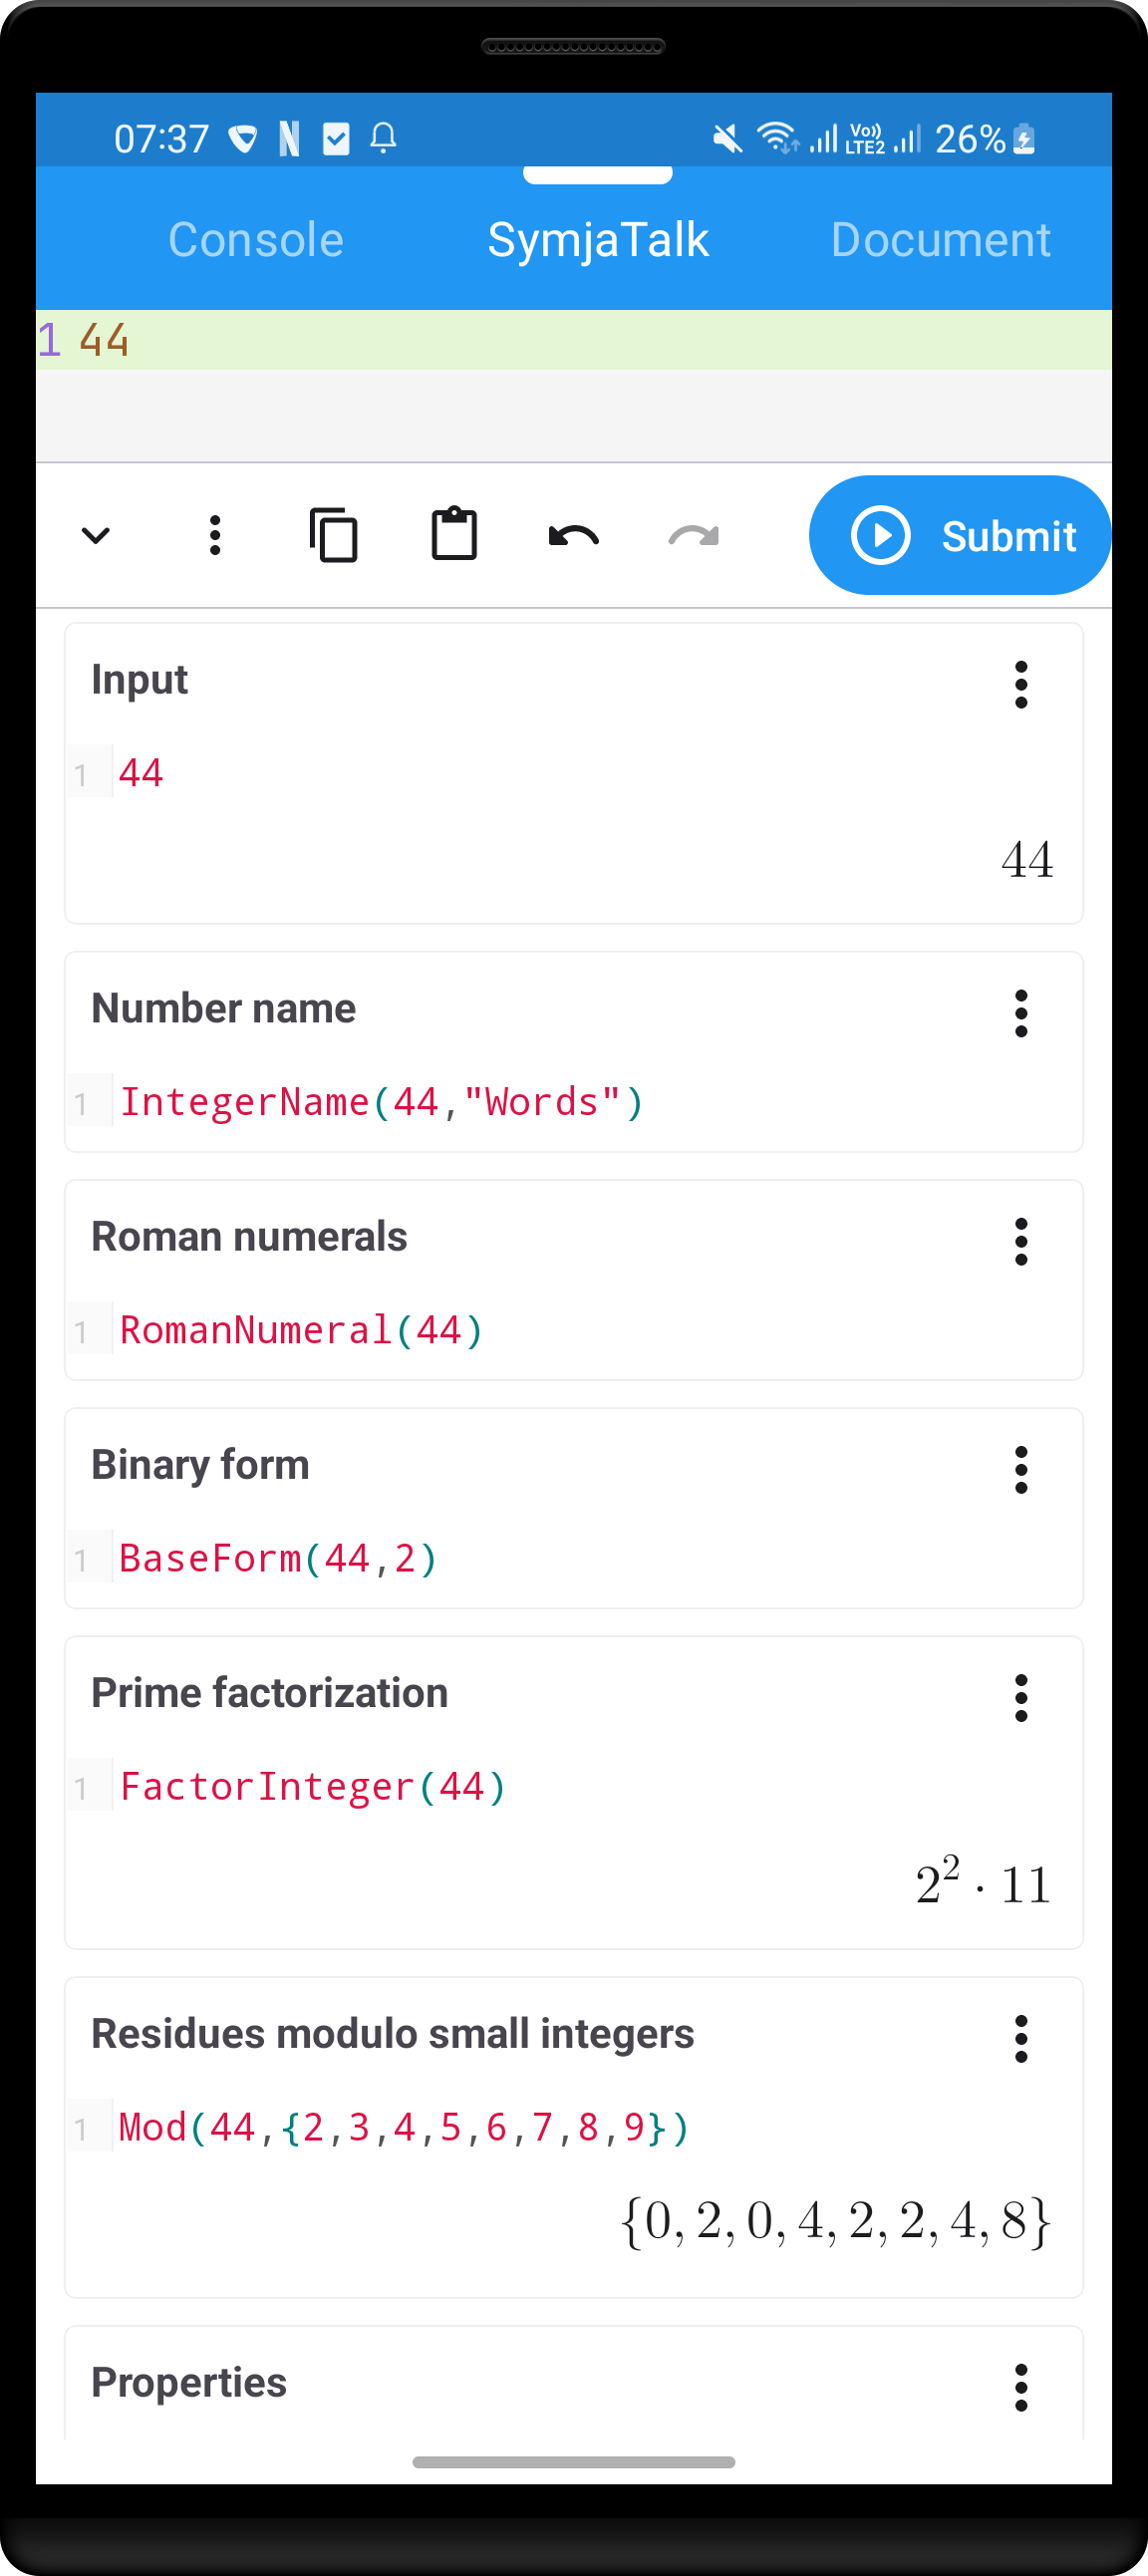 07:37 N Vo)) LTE2 26%
Console SymjaTalk Document
1 44
Submit
Input
1 44
44
Number name
1 IntegerName(44,"Words")
Roman numerals
1 RomanNumeral(44)
Binary form
1 BaseForm(44,2)
Prime factorization
1 FactorInteger(44)
2² · 11
Residues modulo small integers
1 Mod(44,{2,3,4,5,6,7,8,9})
{0, 2, 0, 4, 2, 2, 4, 8}
Properties